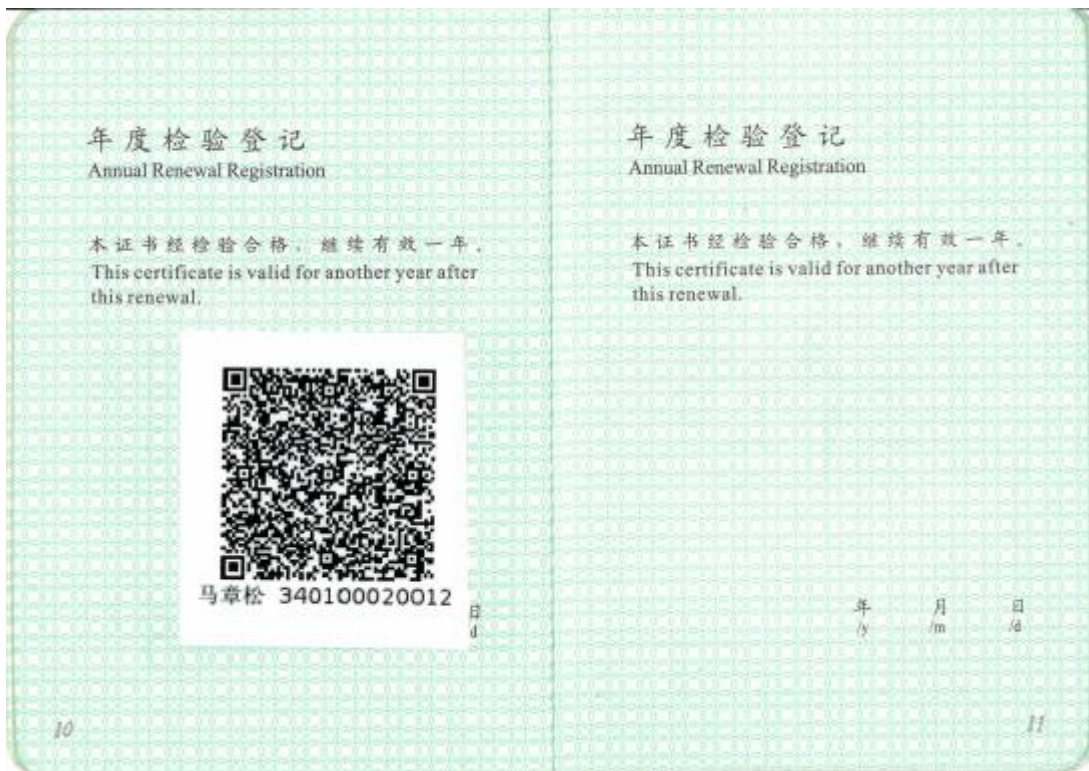 年度检验登记
Annual Renewal Registration
本证书经检验合格，继续有效一年。
This certificate is valid for another year after
this renewal.
马章松 340100020012
日
/d
10
年度检验登记
Annual Renewal Registration
本证书经检验合格，继续有效一年。
This certificate is valid for another year after
this renewal.
年 月 日
/y /m /d
11